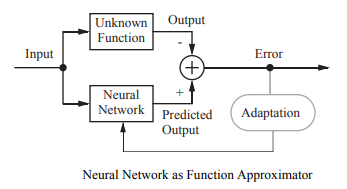 Unknown
Function
Output
-
Input
+
Error
Neural
Network
+
Predicted
Output
Adaptation
Neural Network as Function Approximator